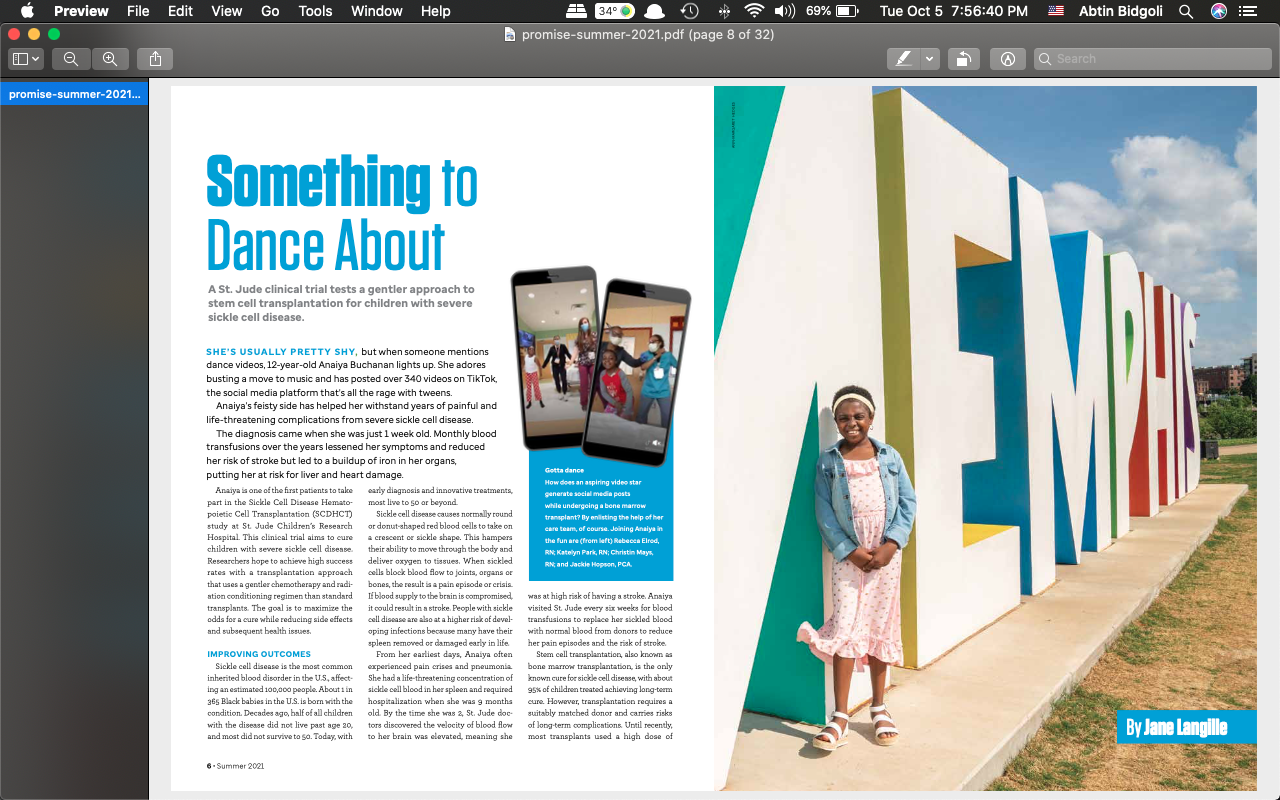 Preview File Edit View Go Tools Window Help 34° 69% Tue Oct 5 7:56:40 PM Abtin Bidgoli
promise-summer-2021.pdf (page 8 of 32)
Search
promise-summer-2021...
Something to
Dance About
A St. Jude clinical trial tests a gentler approach to
stem cell transplantation for children with severe
sickle cell disease.
SHE'S USUALLY PRETTY SHY, but when someone mentions
dance videos, 12-year-old Anaiya Buchanan lights up. She adores
busting a move to music and has posted over 340 videos on TikTok,
the social media platform that's all the rage with tweens.
Anaiya's feisty side has helped her withstand years of painful and
life-threatening complications from severe sickle cell disease.
The diagnosis came when she was just 1 week old. Monthly blood
transfusions over the years lessened her symptoms and reduced
her risk of stroke but led to a buildup of iron in her organs,
putting her at risk for liver and heart damage.
Anaiya is one of the first patients to take
part in the Sickle Cell Disease Hemato-
poietic Cell Transplantation (SCDHCT)
study at St. Jude Children's Research
Hospital. This clinical trial aims to cure
children with severe sickle cell disease.
Researchers hope to achieve high success
rates with a transplantation approach
that uses a gentler chemotherapy and radi-
ation conditioning regimen than standard
transplants. The goal is to maximize the
odds for a cure while reducing side effects
and subsequent health issues.
IMPROVING OUTCOMES
Sickle cell disease is the most common
inherited blood disorder in the U.S., affect-
ing an estimated 100,000 people. About 1 in
365 Black babies in the U.S. is born with the
condition. Decades ago, half of all children
with the disease did not live past age 20,
and most did not survive to 50. Today, with
early diagnosis and innovative treatments,
most live to 50 or beyond.
Sickle cell disease causes normally round
or donut-shaped red blood cells to take on
a crescent or sickle shape. This hampers
their ability to move through the body and
deliver oxygen to tissues. When sickled
cells block blood flow to joints, organs or
bones, the result is a pain episode or crisis.
If blood supply to the brain is compromised,
it could result in a stroke. People with sickle
cell disease are also at a higher risk of devel-
oping infections because many have their
spleen removed or damaged early in life.
From her earliest days, Anaiya often
experienced pain crises and pneumonia.
She had a life-threatening concentration of
sickle cell blood in her spleen and required
hospitalization when she was 9 months
old. By the time she was 2, St. Jude doc-
tors discovered the velocity of blood flow
to her brain was elevated, meaning she
Gotta dance
How does an aspiring video star
generate social media posts
while undergoing a bone marrow
transplant? By enlisting the help of her
care team, of course. Joining Anaiya in
the fun are (from left) Rebecca Elrod,
RN; Katelyn Park, RN; Christin Mays,
RN; and Jackie Hopson, PCA.
was at high risk of having a stroke. Anaiya
visited St. Jude every six weeks for blood
transfusions to replace her sickled blood
with normal blood from donors to reduce
her pain episodes and the risk of stroke.
Stem cell transplantation, also known as
bone marrow transplantation, is the only
known cure for sickle cell disease, with about
95% of children treated achieving long-term
cure. However, transplantation requires a
suitably matched donor and carries risks
of long-term complications. Until recently,
most transplants used a high dose of
6 • Summer 2021
EMPHIS
By Jane Langille